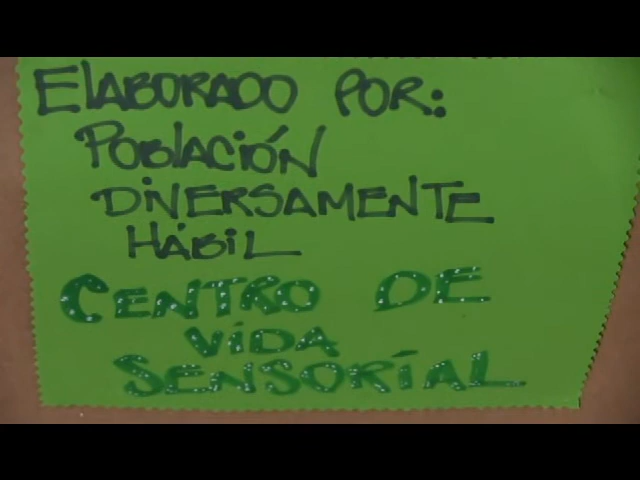 ELABORADO POR:
POBLACIÓN
DIVERSAMENTE
HÁBIL
CENTRO DE
VIDA
SENSORIAL